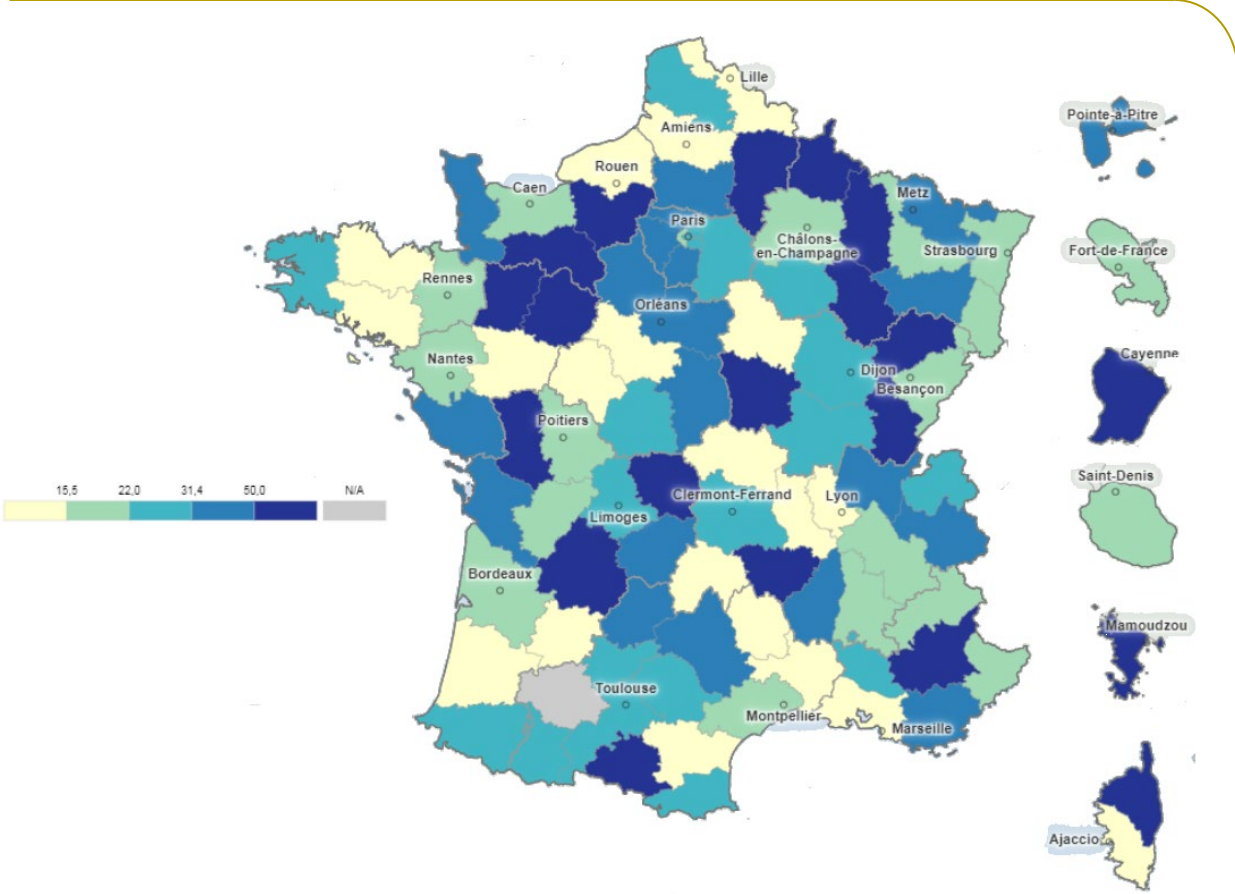 Lille
Pointe-à-Pitre
Amiens
Rouen
Caen
Metz
Paris
Châlons-
en-Champagne
Strasbourg
Fort-de-France
Rennes
Orléans
Nantes
Dijon
Besançon
Cayenne
Poitiers
15,5 22,0 31,4 50,0 N/A
Clermont-Ferrand
Lyon
Limoges
Saint-Denis
Bordeaux
Mamoudzou
Toulouse
Montpellier
Marseille
Ajaccio